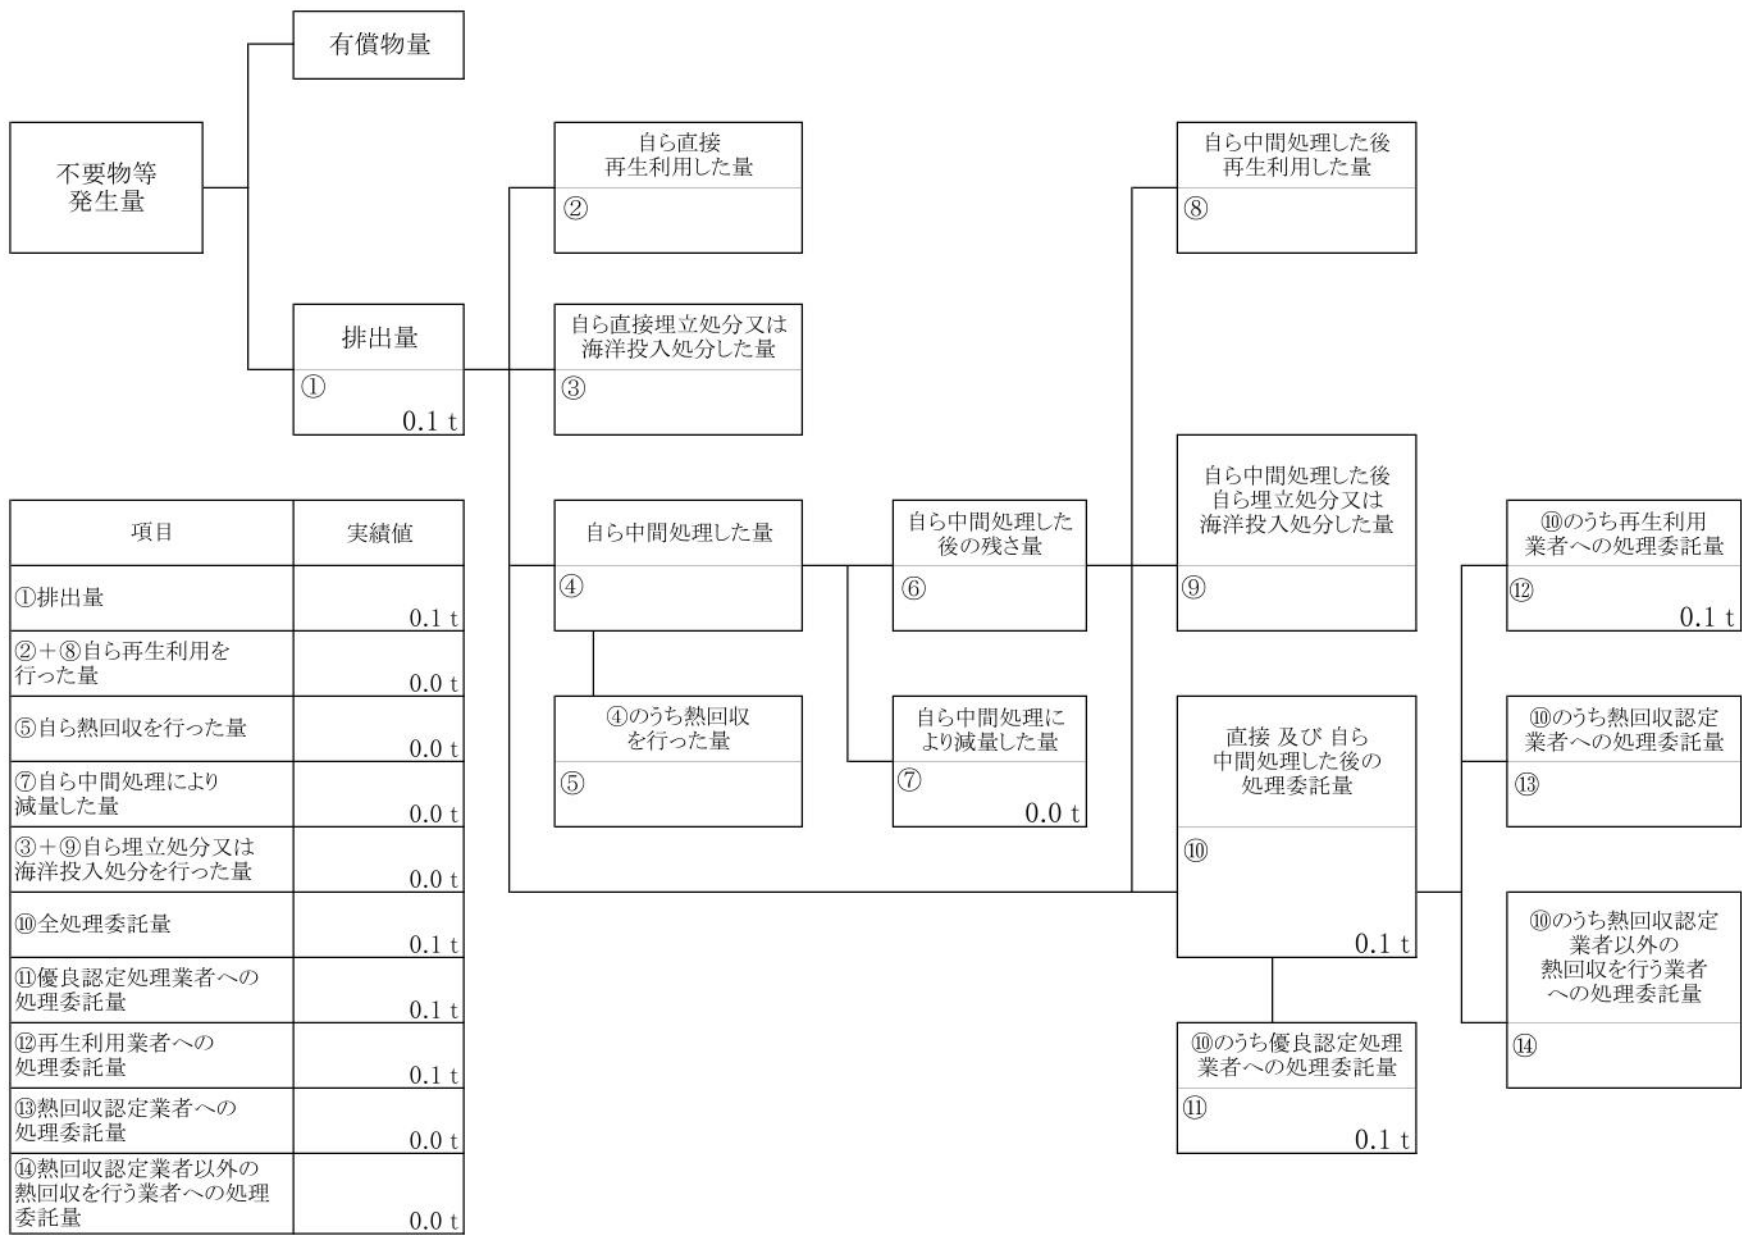 有償物量
不要物等
発生量
自ら直接
再生利用した量
②
自ら中間処理した後
再生利用した量
⑧
排出量
①
0.1 t
自ら直接埋立処分又は
海洋投入処分した量
③
自ら中間処理した量
④
自ら中間処理した
後の残さ量
⑥
自ら中間処理した後
自ら埋立処分又は
海洋投入処分した量
⑨
⑩のうち再生利用
業者への処理委託量
⑫
0.1 t
④のうち熱回収
を行った量
⑤
自ら中間処理に
より減量した量
⑦
0.0 t
直接 及び 自ら
中間処理した後の
処理委託量
⑩
0.1 t
⑩のうち熱回収認定
業者への処理委託量
⑬
⑩のうち熱回収認定
業者以外の
熱回収を行う業者
への処理委託量
⑭
⑩のうち優良認定処理
業者への処理委託量
⑪
0.1 t
項目 実績値
①排出量
0.1 t
②+⑧自ら再生利用を
行った量
0.0 t
⑤自ら熱回収を行った量
0.0 t
⑦自ら中間処理により
減量した量
0.0 t
③+⑨自ら埋立処分又は
海洋投入処分を行った量
0.0 t
⑩全処理委託量
0.1 t
⑪優良認定処理業者への
処理委託量
0.1 t
⑫再生利用業者への
処理委託量
0.1 t
⑬熱回収認定業者への
処理委託量
0.0 t
⑭熱回収認定業者以外の
熱回収を行う業者への処理
委託量
0.0 t